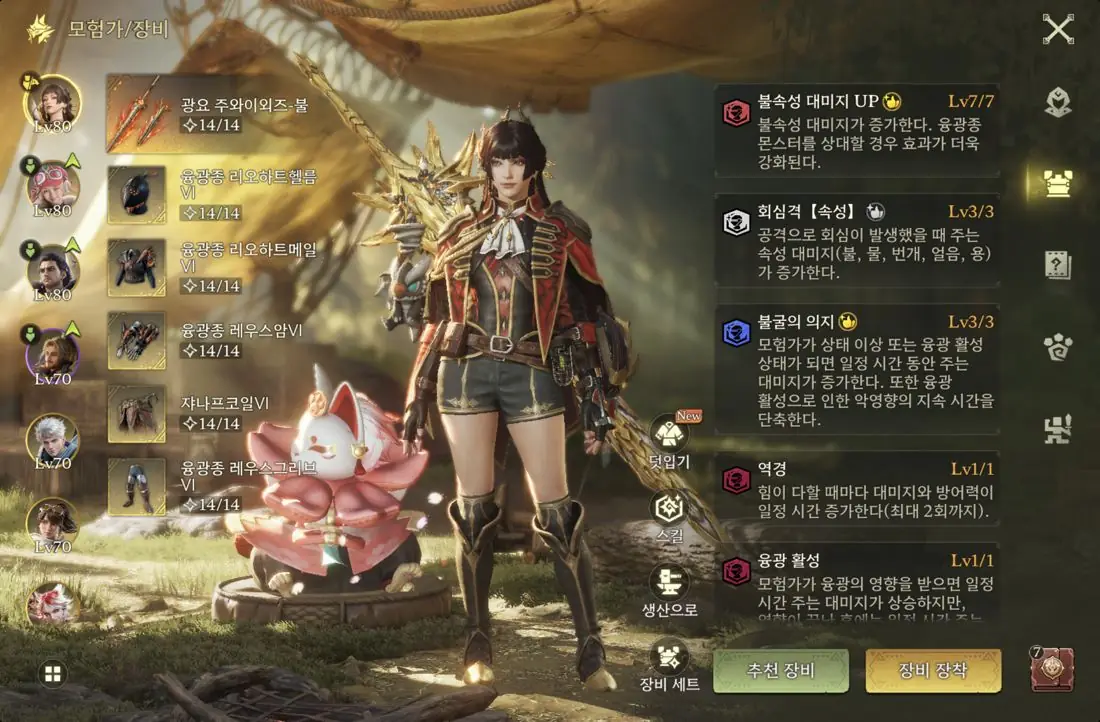 모험가/장비
Lv80
Lv80
Lv80
Lv70
Lv70
Lv70
광요 주와이외즈-불
14/14
융광종 리오하트헬름
VI
14/14
융광종 리오하트메일
VI
14/14
융광종 레우스암VI
14/14
쟈나프코일VI
14/14
융광종 레우스그리브
VI
14/14
New
덧입기
스킬
생산으로
장비 세트
불속성 대미지 UP
Lv7/7
불속성 대미지가 증가한다. 융광종
몬스터를 상대할 경우 효과가 더욱
강화된다.
회심격【속성】
Lv3/3
공격으로 회심이 발생했을 때 주는
속성 대미지(불, 물, 번개, 얼음, 용)
가 증가한다.
불굴의 의지
Lv3/3
모험가가 상태 이상 또는 융광 활성
상태가 되면 일정 시간 동안 주는
대미지가 증가한다. 또한 융광
활성으로 인한 악영향의 지속 시간을
단축한다.
역경
Lv1/1
힘이 다할 때마다 대미지와 방어력이
일정 시간 증가한다(최대 2회까지).
융광 활성
Lv1/1
모험가가 융광의 영향을 받으면 일정
시간 주는 대미지가 상승하지만,
영향이 끝난 후에는 일정 시간 주는
추천 장비
장비 장착
7